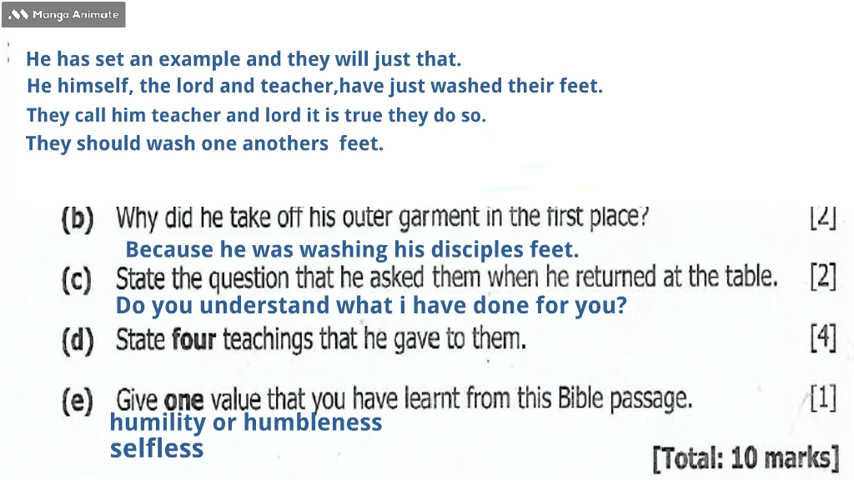 Manga Animate
He has set an example and they will just that.
He himself, the lord and teacher,have just washed their feet.
They call him teacher and lord it is true they do so.
They should wash one anothers feet.
(b) Why did he take off his outer garment in the first place? [2]
Because he was washing his disciples feet.
(c) State the question that he asked them when he returned at the table. [2]
Do you understand what i have done for you?
(d) State four teachings that he gave to them. [4]
(e) Give one value that you have learnt from this Bible passage. [1]
humility or humbleness
selfless
[Total: 10 marks]